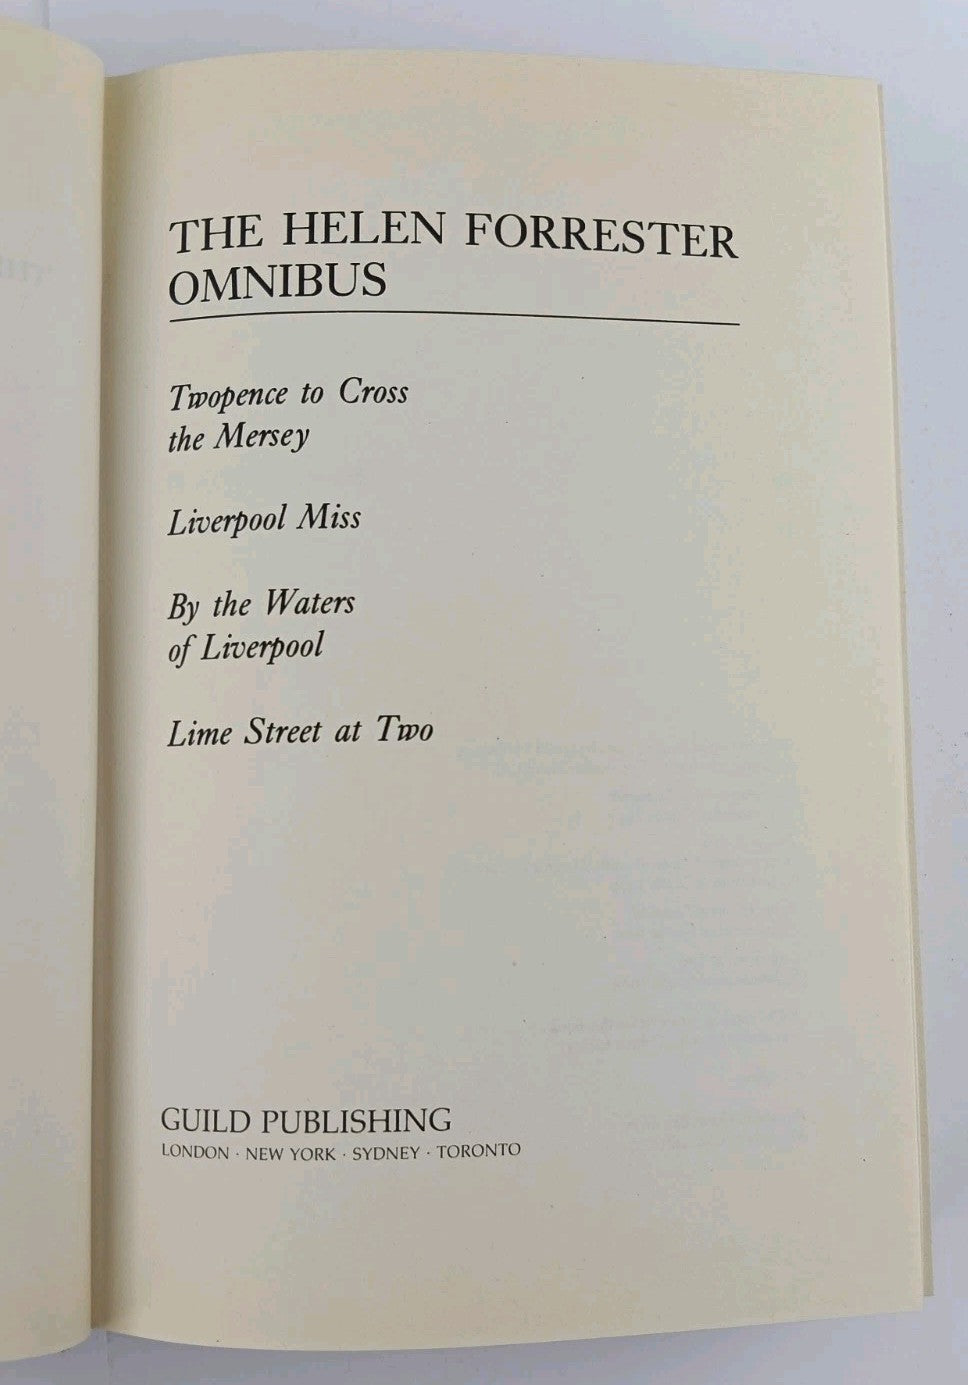 THE HELEN FORRESTER
OMNIBUS
Twopence to Cross
the Mersey
Liverpool Miss
By the Waters
of Liverpool
Lime Street at Two
GUILD PUBLISHING
LONDON · NEW YORK · SYDNEY · TORONTO